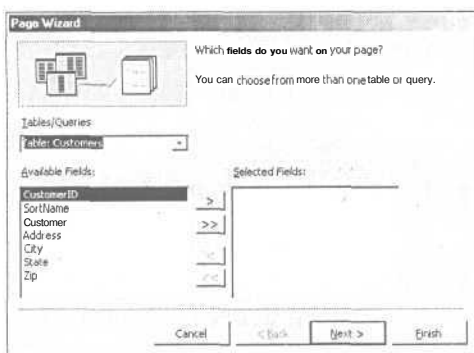 Page Wizard
Which fields do you want on your page?
You can choose from more than one table or query.
Tables/Queries
Table: Customers
Available Fields:
Selected Fields:
CustomerID
SortName
Customer
Address
City
State
Zip
>
>>
<
<<
Cancel
< Back
Next >
Finish